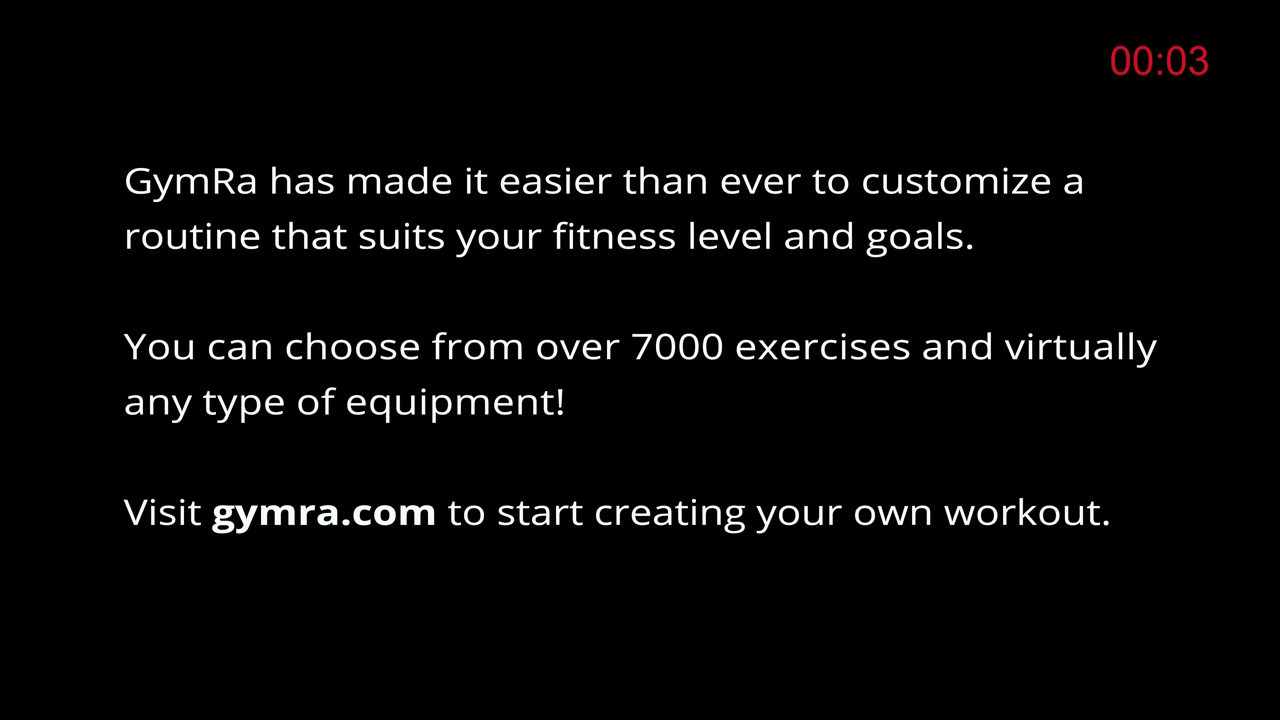 00:03
GymRa has made it easier than ever to customize a
routine that suits your fitness level and goals.
You can choose from over 7000 exercises and virtually
any type of equipment!
Visit gymra.com to start creating your own workout.